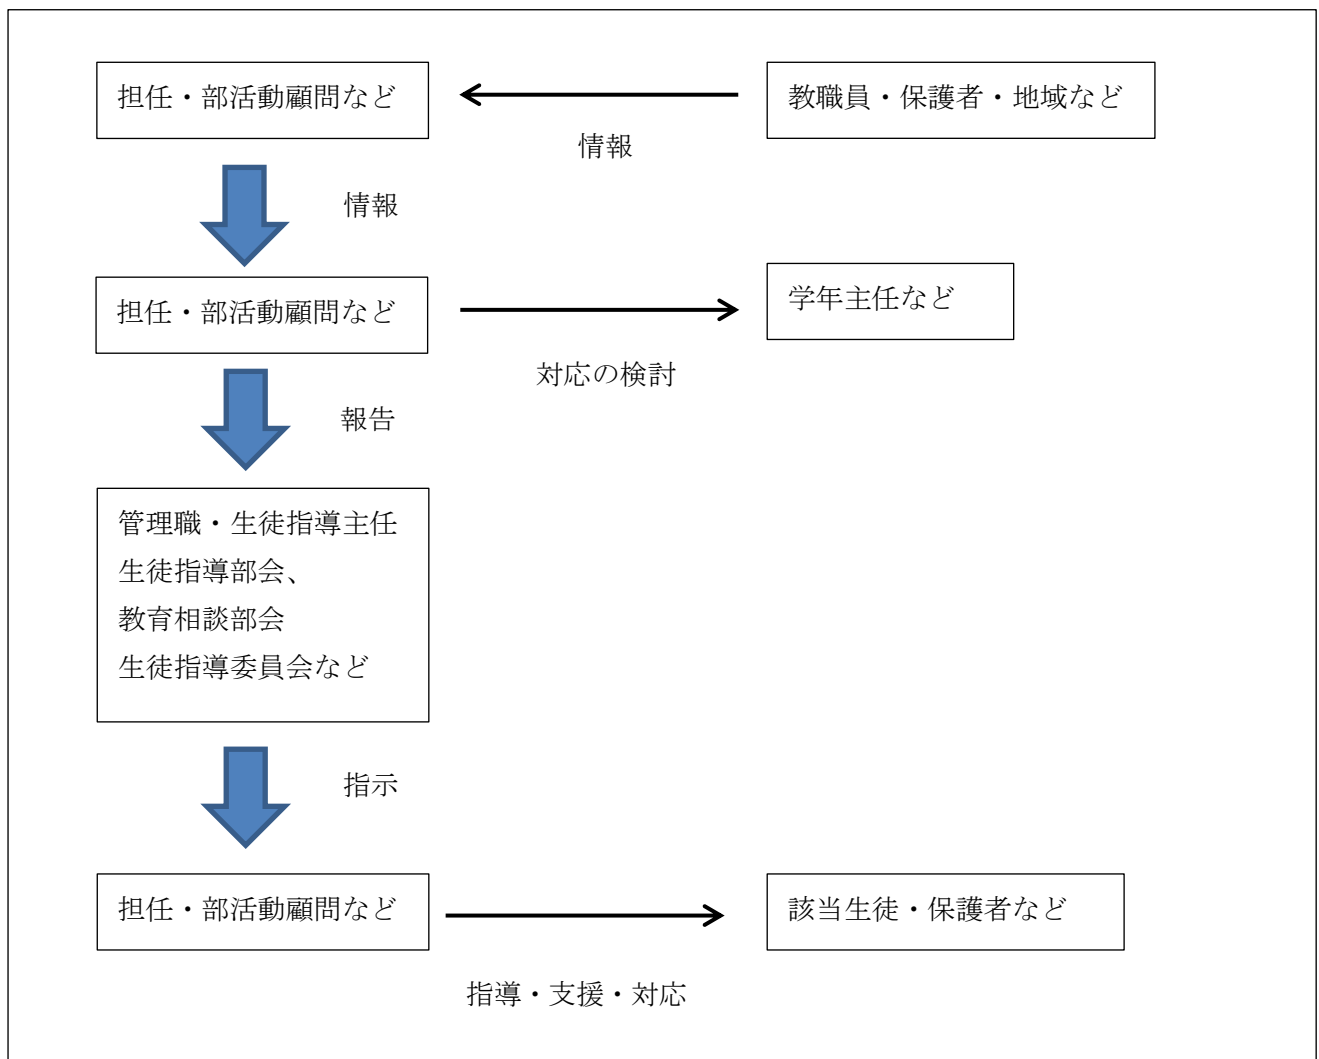 担任・部活動顧問など
教職員・保護者・地域など
情報
情報
担任・部活動顧問など
学年主任など
対応の検討
報告
管理職・生徒指導主任
生徒指導部会、
教育相談部会
生徒指導委員会など
指示
担任・部活動顧問など
該当生徒・保護者など
指導・支援・対応